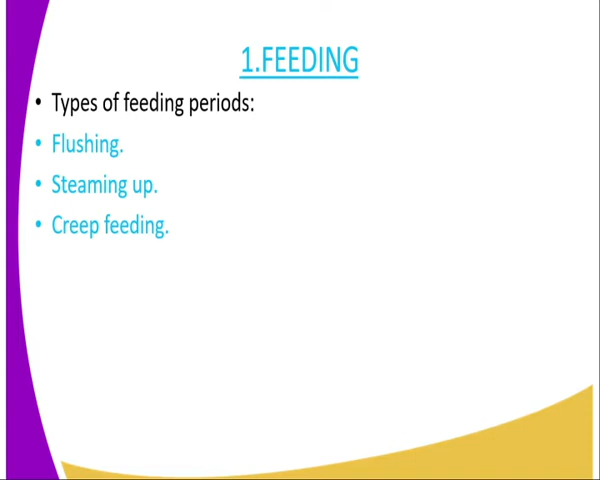 1.FEEDING
• Types of feeding periods:
• Flushing.
• Steaming up.
• Creep feeding.